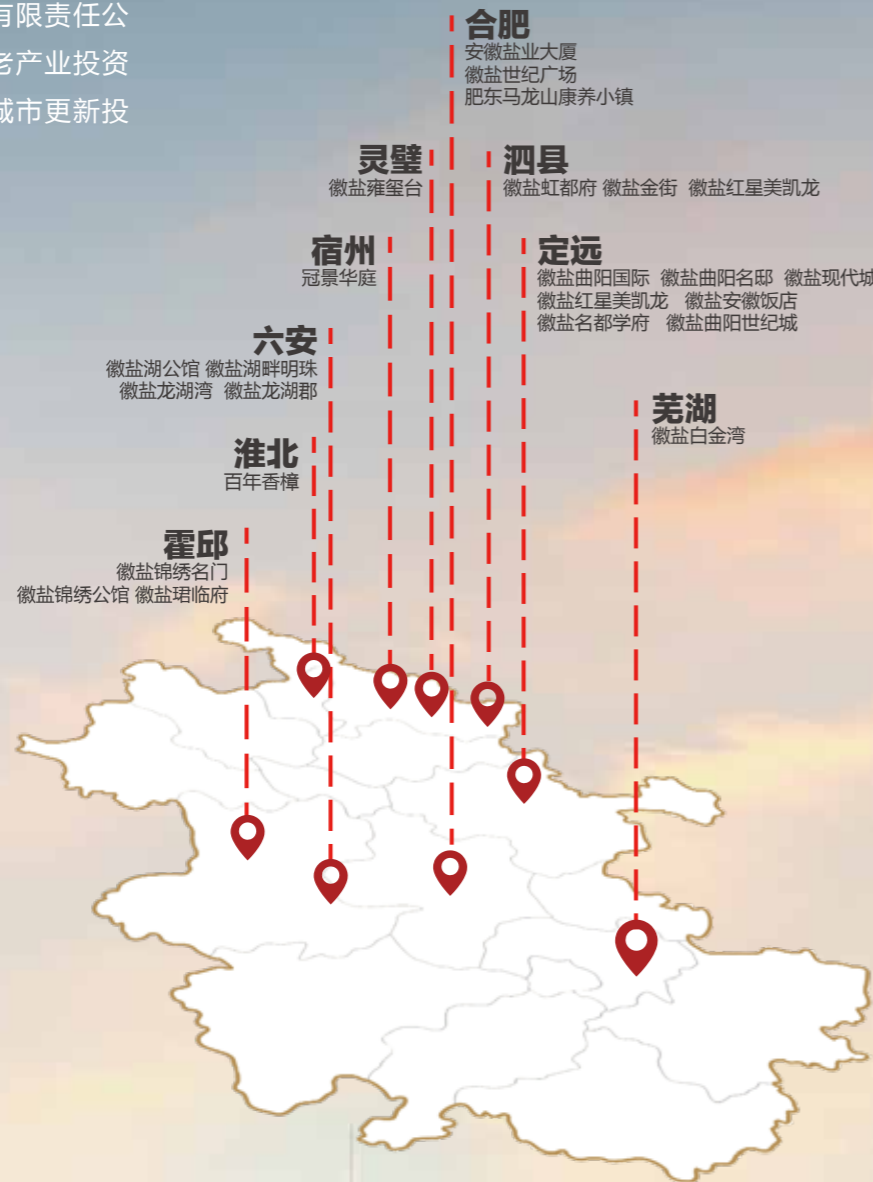 有限责任公
老产业投资
城市更新投
合肥
安徽盐业大厦
徽盐世纪广场
肥东马龙山康养小镇
灵璧
徽盐雍玺台
泗县
徽盐虹都府 徽盐金街 徽盐红星美凯龙
宿州
冠景华庭
定远
徽盐曲阳国际 徽盐曲阳名邸 徽盐现代城
徽盐红星美凯龙 徽盐安徽饭店
徽盐名都学府 徽盐曲阳世纪城
六安
徽盐湖公馆 徽盐湖畔明珠
徽盐龙湖湾 徽盐龙湖郡
芜湖
徽盐白金湾
淮北
百年香樟
霍邱
徽盐锦绣名门
徽盐锦绣公馆 徽盐珺临府